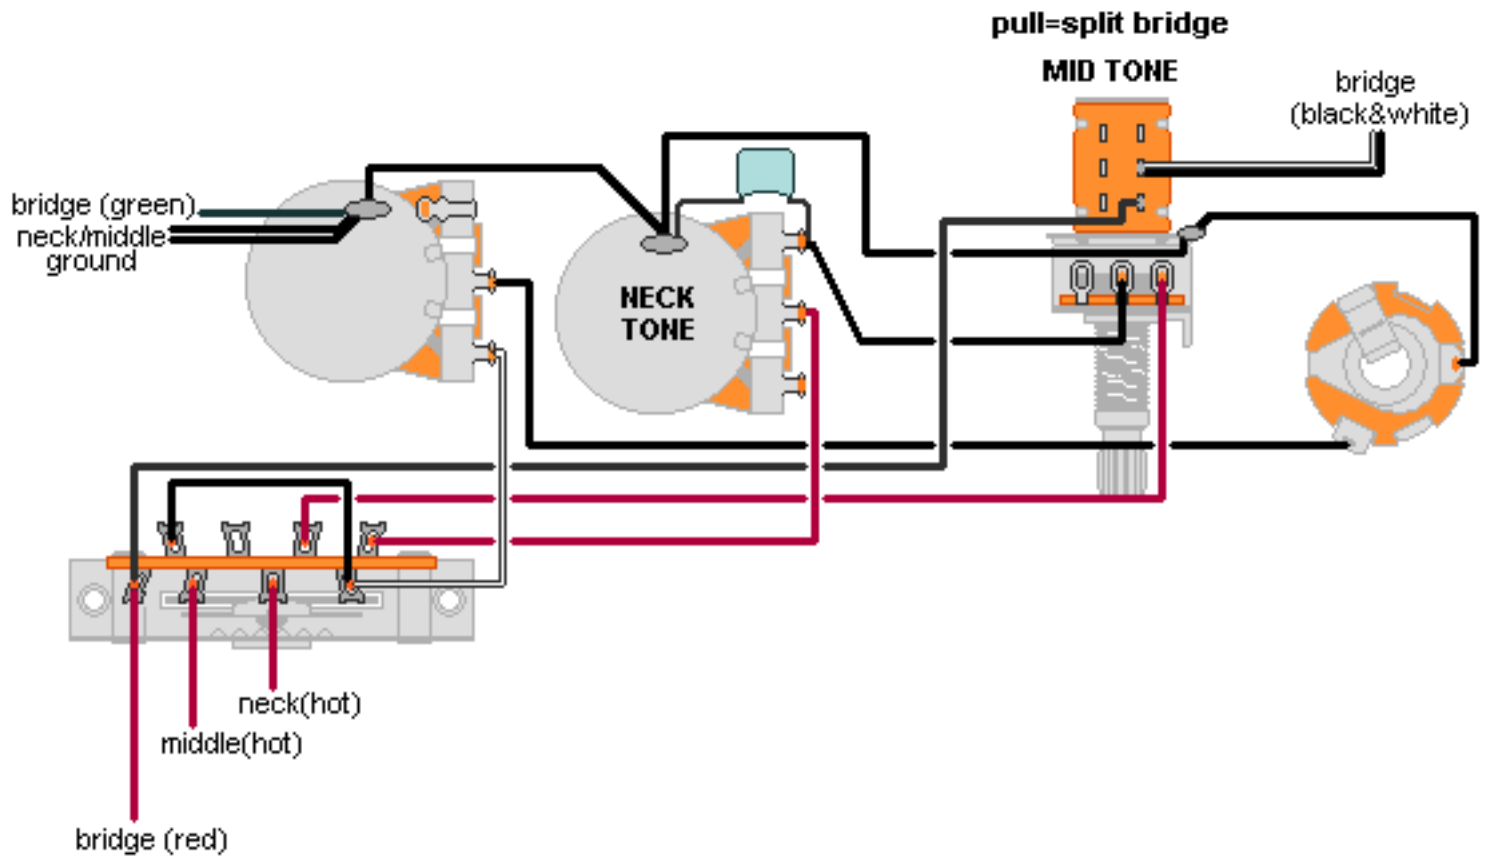 pull=split bridge
MID TONE
bridge
(black&white)
bridge (green)
neck/middle
ground
NECK
TONE
neck(hot)
middle(hot)
bridge (red)